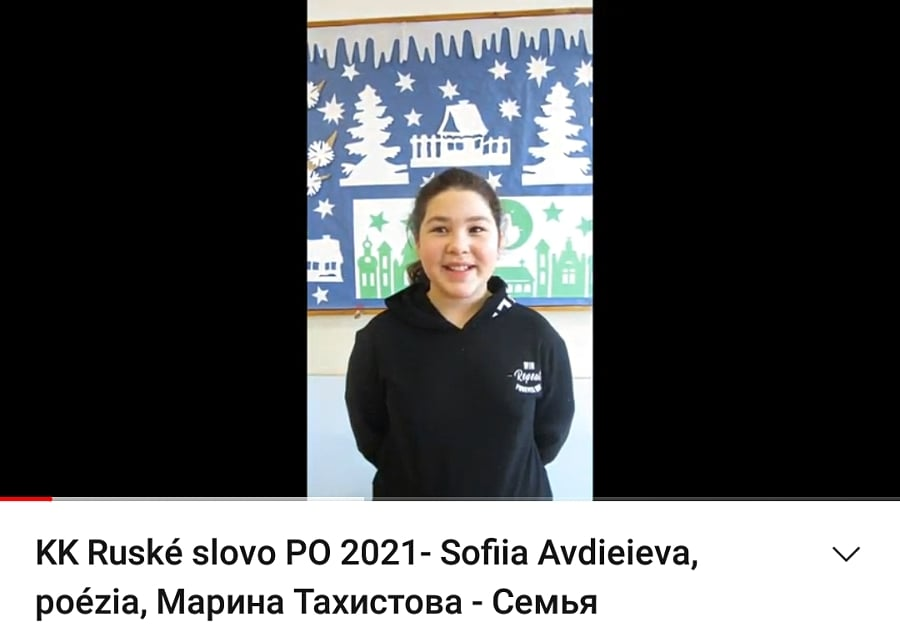 KK Ruské slovo PO 2021- Sofiia Avdieieva,
poézia, Марина Тахистова - Семья